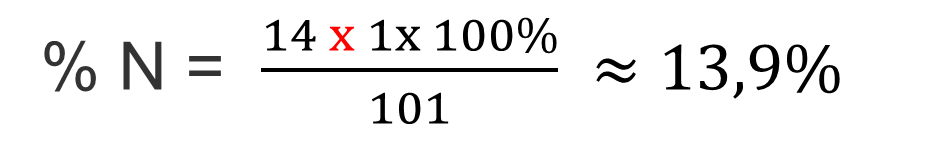 % N = 14 x 1x 100% / 101 ≈ 13,9%